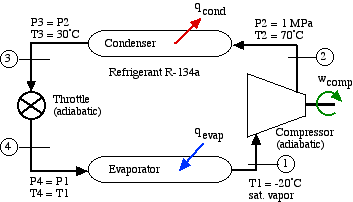 q cond
P3 = P2
T3 = 30°C
P2 = 1 MPa
T2 = 70°C
Condenser
3
2
Refrigerant R-134a
w comp
Throttle
(adiabatic)
Compressor
(adiabatic)
4
q evap
1
Evaporator
P4 = P1
T4 = T1
T1 = -20°C
sat. vapor